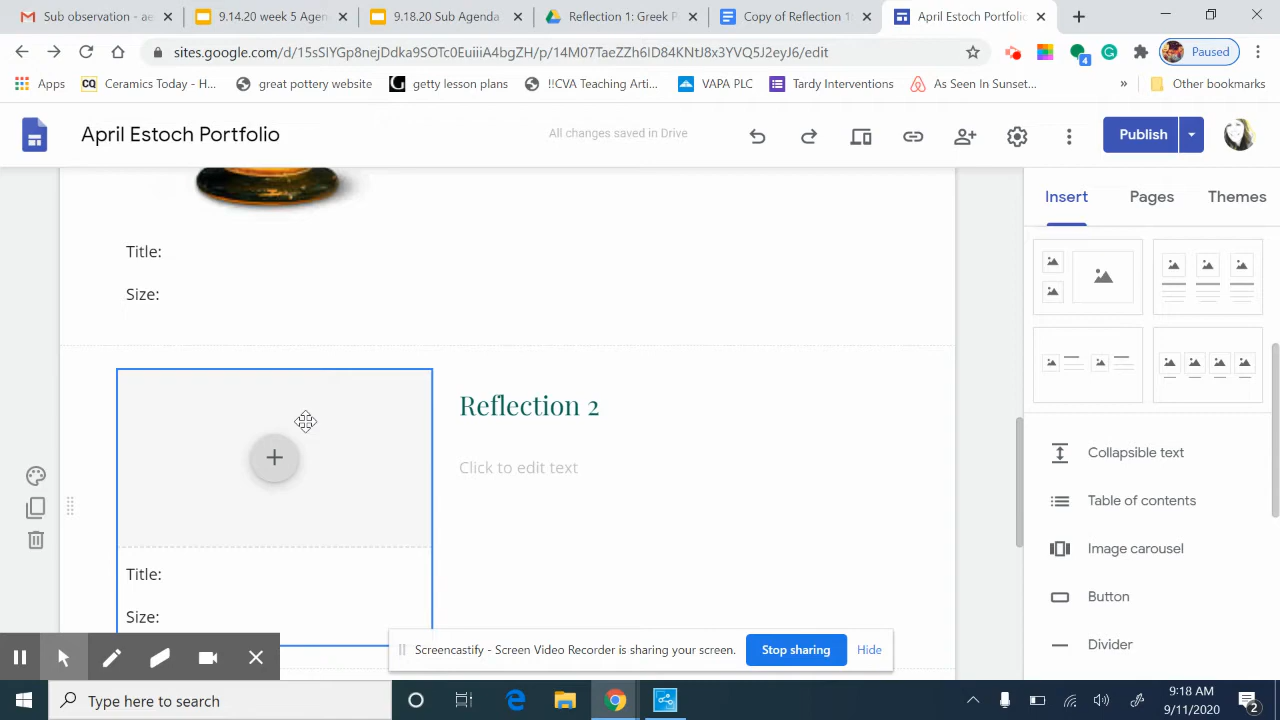 Sub observation - ae
9.14.20 week 5 Agen
9.18.20 Sub Agenda
Reflection 1 Greek P
Copy of Reflection 1
April Estoch Portfolio
sites.google.com/d/15sSIYGp8nejDdka9SOTc0EnIiiA4bgZH/p/14M07TaeZZh6ID84KNtJ8x3YVQ5J2eyJ6/edit
4
Paused
Apps
CQ
Ceramics Today - H...
great pottery website
G
getty lesson plans
!!CVA Teaching Arti...
VAPA PLC
Tardy Interventions
As Seen In Sunset...
»
Other bookmarks
April Estoch Portfolio
All changes saved in Drive
Publish
Insert
Pages
Themes
Title:
Size:
Reflection 2
Click to edit text
Title:
Size:
Collapsible text
Table of contents
Image carousel
Button
Divider
Screencastify - Screen Video Recorder is sharing your screen.
Stop sharing
Hide
Type here to search
9:18 AM
9/11/2020
2